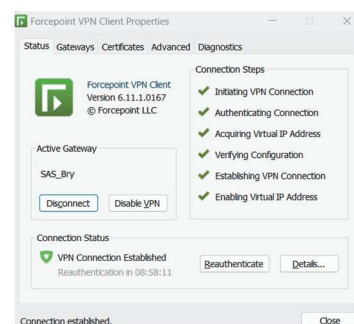 Forcepoint VPN Client Properties
Status Gateways Certificates Advanced Diagnostics
Forcepoint VPN Client
Version 6.11.1.0167
© Forcepoint LLC
Active Gateway
SAS_Bry
Disconnect Disable VPN
Connection Steps
Initiating VPN Connection
Authenticating Connection
Acquiring Virtual IP Address
Verifying Configuration
Establishing VPN Connection
Enabling Virtual IP Address
Connection Status
VPN Connection Established
Reauthentication in 08:58:11
Reauthenticate Details...
Connection established.
Close